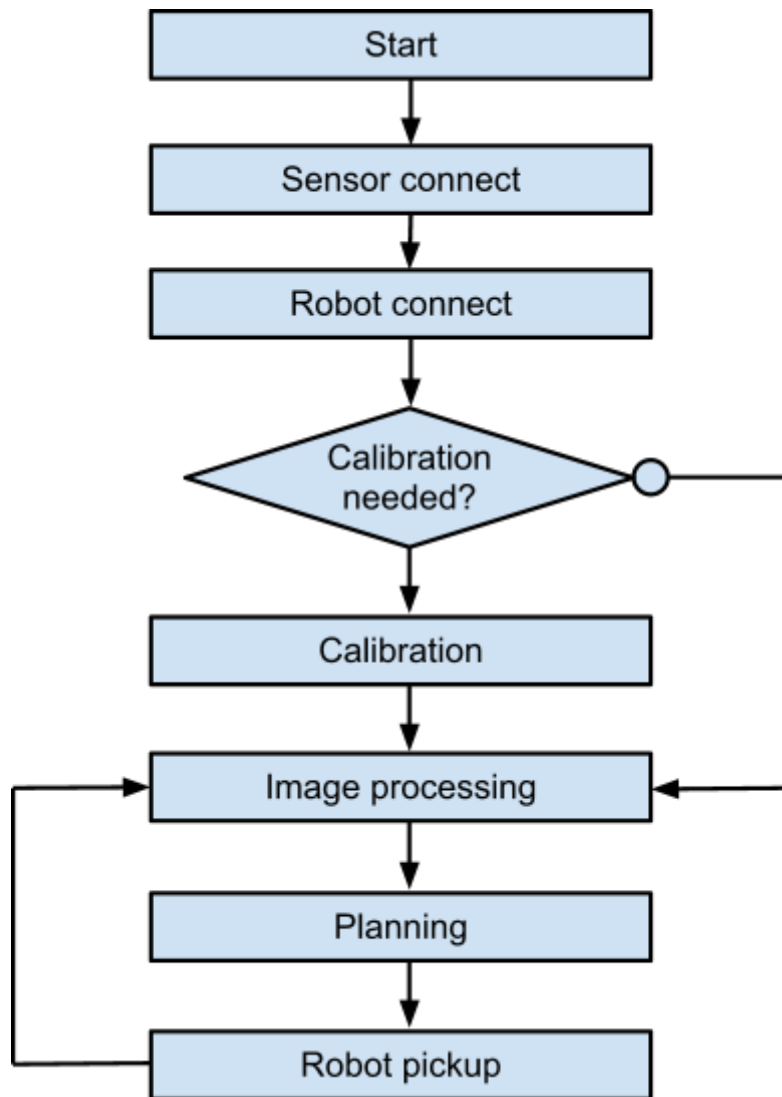 Start
Sensor connect
Robot connect
Calibration
needed?
Calibration
Image processing
Planning
Robot pickup